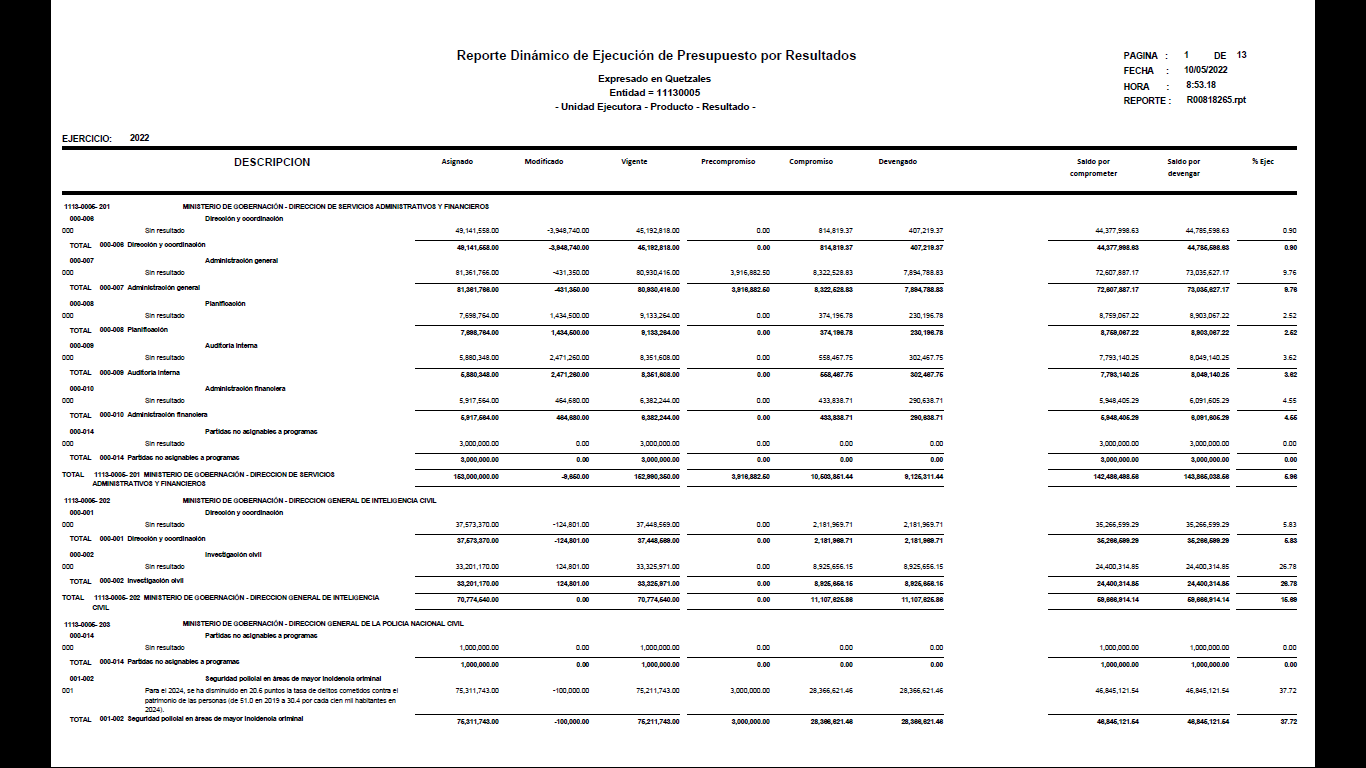 Reporte Dinámico de Ejecución de Presupuesto por Resultados
Expresado en Quetzales
Entidad = 11130005
- Unidad Ejecutora - Producto - Resultado -
PAGINA : 1 DE 13
FECHA : 10/05/2022
HORA : 8:53.18
REPORTE : R00818265.rpt
EJERCICIO: 2022
DESCRIPCION Asignado Modificado Vigente Precompromiso Compromiso Devengado Saldo por comprometer Saldo por devengar % Ejec
1113-0005- 201 MINISTERIO DE GOBERNACIÓN - DIRECCION DE SERVICIOS ADMINISTRATIVOS Y FINANCIEROS
000-006 Dirección y coordinación
000 Sin resultado 49,141,558.00 -3,948,740.00 45,192,818.00 0.00 814,819.37 407,219.37 44,377,998.63 44,785,598.63 0.90
TOTAL 000-006 Dirección y coordinación 49,141,558.00 -3,948,740.00 45,192,818.00 0.00 814,819.37 407,219.37 44,377,998.63 44,785,598.63 0.90
000-007 Administración general
000 Sin resultado 81,361,766.00 -431,350.00 80,930,416.00 3,916,882.50 8,322,528.83 7,894,788.83 72,607,887.17 73,035,627.17 9.76
TOTAL 000-007 Administración general 81,361,766.00 -431,350.00 80,930,416.00 3,916,882.50 8,322,528.83 7,894,788.83 72,607,887.17 73,035,627.17 9.76
000-008 Planificación
000 Sin resultado 7,698,764.00 1,434,500.00 9,133,264.00 0.00 374,196.78 230,196.78 8,759,067.22 8,903,067.22 2.52
TOTAL 000-008 Planificación 7,698,764.00 1,434,500.00 9,133,264.00 0.00 374,196.78 230,196.78 8,759,067.22 8,903,067.22 2.52
000-009 Auditoría interna
000 Sin resultado 5,880,348.00 2,471,260.00 8,351,608.00 0.00 558,467.75 302,467.75 7,793,140.25 8,049,140.25 3.62
TOTAL 000-009 Auditoría interna 5,880,348.00 2,471,260.00 8,351,608.00 0.00 558,467.75 302,467.75 7,793,140.25 8,049,140.25 3.62
000-010 Administración financiera
000 Sin resultado 5,917,564.00 464,680.00 6,382,244.00 0.00 433,838.71 290,638.71 5,948,405.29 6,091,605.29 4.55
TOTAL 000-010 Administración financiera 5,917,564.00 464,680.00 6,382,244.00 0.00 433,838.71 290,638.71 5,948,405.29 6,091,605.29 4.55
000-014 Partidas no asignables a programas
000 Sin resultado 3,000,000.00 0.00 3,000,000.00 0.00 0.00 0.00 3,000,000.00 3,000,000.00 0.00
TOTAL 000-014 Partidas no asignables a programas 3,000,000.00 0.00 3,000,000.00 0.00 0.00 0.00 3,000,000.00 3,000,000.00 0.00
TOTAL 1113-0005- 201 MINISTERIO DE GOBERNACIÓN - DIRECCION DE SERVICIOS 153,000,000.00 -9,650.00 152,990,350.00 3,916,882.50 10,503,851.44 9,125,311.44 142,486,498.56 143,865,038.56 5.96
ADMINISTRATIVOS Y FINANCIEROS
1113-0005- 202 MINISTERIO DE GOBERNACIÓN - DIRECCION GENERAL DE INTELIGENCIA CIVIL
000-001 Dirección y coordinación
000 Sin resultado 37,573,370.00 -124,801.00 37,448,569.00 0.00 2,181,969.71 2,181,969.71 35,266,599.29 35,266,599.29 5.83
TOTAL 000-001 Dirección y coordinación 37,573,370.00 -124,801.00 37,448,569.00 0.00 2,181,969.71 2,181,969.71 35,266,599.29 35,266,599.29 5.83
000-002 Investigación civil
000 Sin resultado 33,201,170.00 124,801.00 33,325,971.00 0.00 8,925,656.15 8,925,656.15 24,400,314.85 24,400,314.85 26.78
TOTAL 000-002 Investigación civil 33,201,170.00 124,801.00 33,325,971.00 0.00 8,925,656.15 8,925,656.15 24,400,314.85 24,400,314.85 26.78
TOTAL 1113-0005- 202 MINISTERIO DE GOBERNACIÓN - DIRECCION GENERAL DE INTELIGENCIA 70,774,540.00 0.00 70,774,540.00 0.00 11,107,625.86 11,107,625.86 59,666,914.14 59,666,914.14 15.69
CIVIL
1113-0005- 203 MINISTERIO DE GOBERNACIÓN - DIRECCION GENERAL DE LA POLICIA NACIONAL CIVIL
000-014 Partidas no asignables a programas
000 Sin resultado 1,000,000.00 0.00 1,000,000.00 0.00 0.00 0.00 1,000,000.00 1,000,000.00 0.00
TOTAL 000-014 Partidas no asignables a programas 1,000,000.00 0.00 1,000,000.00 0.00 0.00 0.00 1,000,000.00 1,000,000.00 0.00
001-002 Seguridad policial en áreas de mayor incidencia criminal
001 Para el 2024, se ha disminuido en 20.6 puntos la tasa de delitos cometidos contra el 75,311,743.00 -100,000.00 75,211,743.00 3,000,000.00 28,366,621.46 28,366,621.46 46,845,121.54 46,845,121.54 37.72
patrimonio de las personas (de 51.0 en 2019 a 30.4 por cada cien mil habitantes en
2024).
TOTAL 001-002 Seguridad policial en áreas de mayor incidencia criminal 75,311,743.00 -100,000.00 75,211,743.00 3,000,000.00 28,366,621.46 28,366,621.46 46,845,121.54 46,845,121.54 37.72